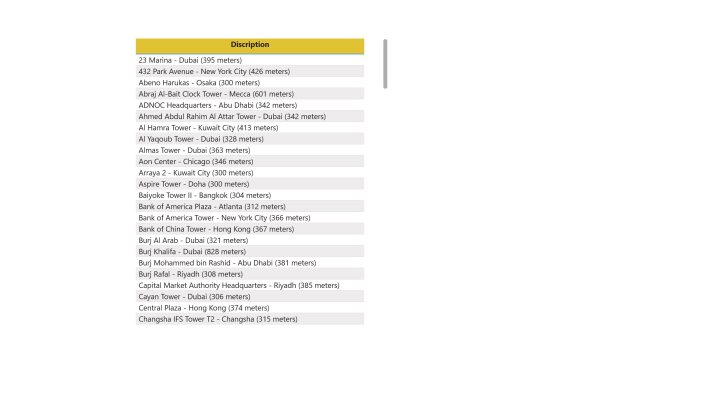 Discription
23 Marina - Dubai (395 meters)
432 Park Avenue - New York City (426 meters)
Abeno Harukas - Osaka (300 meters)
Abraj Al-Bait Clock Tower - Mecca (601 meters)
ADNOC Headquarters - Abu Dhabi (342 meters)
Ahmed Abdul Rahim Al Attar Tower - Dubai (342 meters)
Al Hamra Tower - Kuwait City (413 meters)
Al Yaqoub Tower - Dubai (328 meters)
Almas Tower - Dubai (363 meters)
Aon Center - Chicago (346 meters)
Arraya 2 - Kuwait City (300 meters)
Aspire Tower - Doha (300 meters)
Baiyoke Tower II - Bangkok (304 meters)
Bank of America Plaza - Atlanta (312 meters)
Bank of America Tower - New York City (366 meters)
Bank of China Tower - Hong Kong (367 meters)
Burj Al Arab - Dubai (321 meters)
Burj Khalifa - Dubai (828 meters)
Burj Mohammed bin Rashid - Abu Dhabi (381 meters)
Burj Rafal - Riyadh (308 meters)
Capital Market Authority Headquarters - Riyadh (385 meters)
Cayan Tower - Dubai (306 meters)
Central Plaza - Hong Kong (374 meters)
Changsha IFS Tower T2 - Changsha (315 meters)